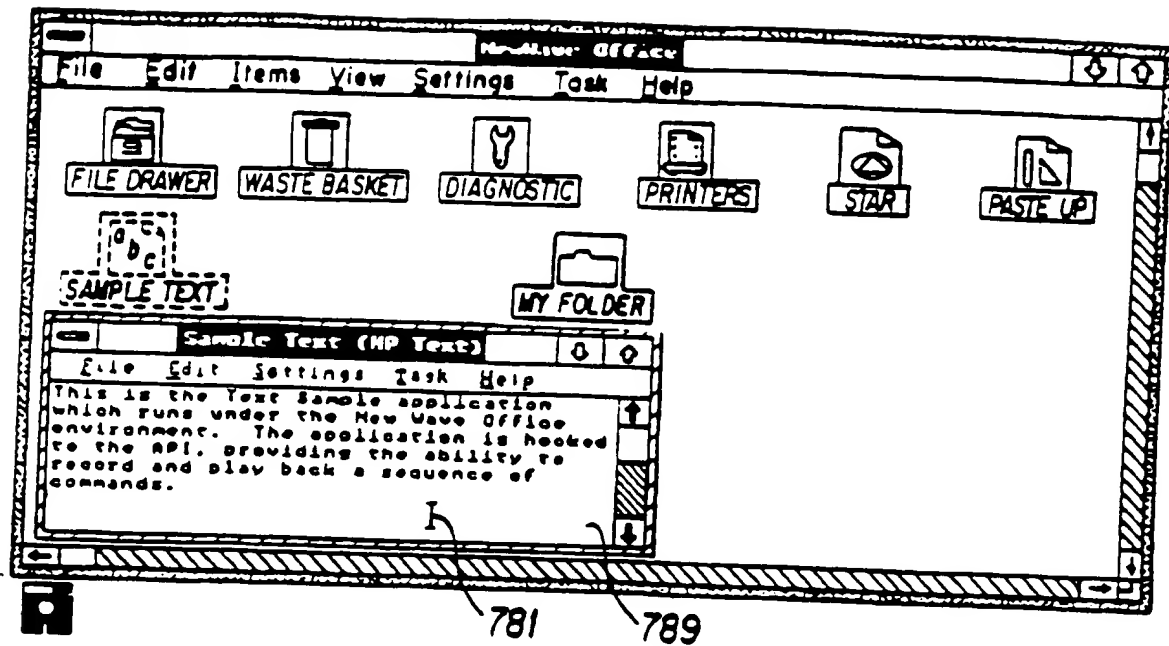 NewWave Office
File Edit Items View Settings Task Help
FILE DRAWER WASTE BASKET DIAGNOSTIC PRINTERS STAR PASTE UP
a b c
SAMPLE TEXT MY FOLDER
Sample Text (HP Text)
File Edit Settings Task Help
This is the Text Sample application
which runs under the New Wave Office
environment. The application is hooked
to the API, providing the ability to
record and play back a sequence of
commands.
781 789